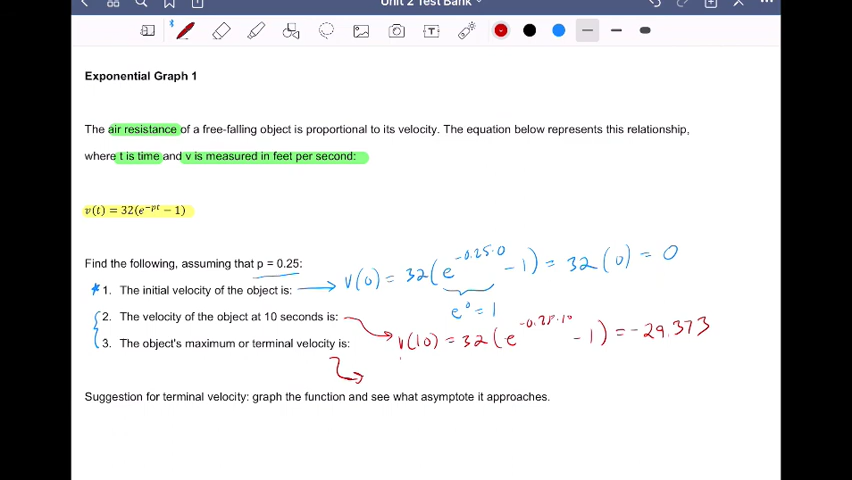 Unit 2 Test Bank
Exponential Graph 1
The air resistance of a free-falling object is proportional to its velocity. The equation below represents this relationship,
where t is time and v is measured in feet per second:
v(t) = 32(e^{-pt} − 1)
Find the following, assuming that p = 0.25:
1. The initial velocity of the object is: → v(0) = 32(e^{-0.25·0} - 1) = 32(0) = 0
e^0 = 1
2. The velocity of the object at 10 seconds is:
v(10) = 32(e^{-0.25·10} - 1) = -29.373
3. The object's maximum or terminal velocity is:
Suggestion for terminal velocity: graph the function and see what asymptote it approaches.